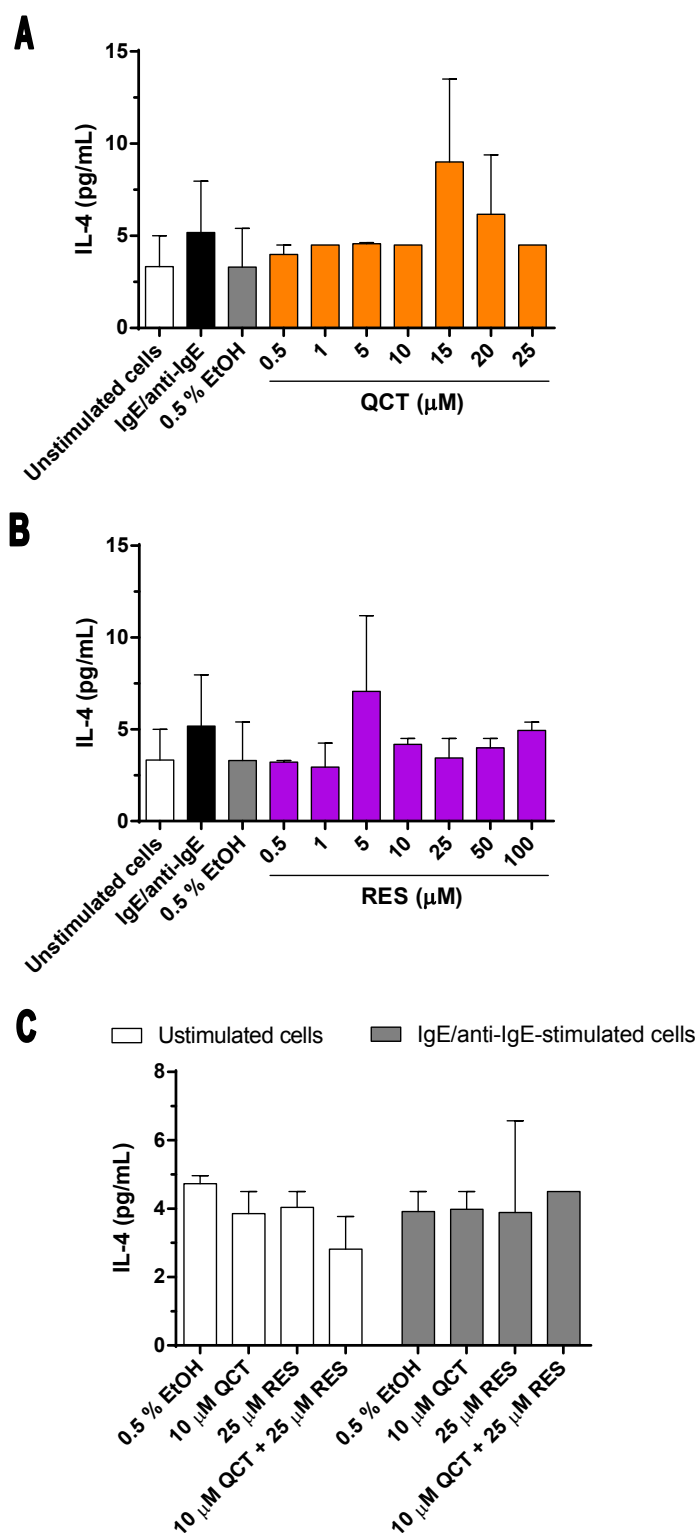 A
IL-4 (pg/mL)
15
10
5
0
Unstimulated cells
IgE/anti-IgE
0.5 % EtOH
0.5
1
5
10
15
20
25
QCT (μM)
B
IL-4 (pg/mL)
15
10
5
0
Unstimulated cells
IgE/anti-IgE
0.5 % EtOH
0.5
1
5
10
25
50
100
RES (μM)
C
Ustimulated cells
IgE/anti-IgE-stimulated cells
IL-4 (pg/mL)
8
6
4
2
0
0.5 % EtOH
10 μM QCT
25 μM RES
10 μM QCT + 25 μM RES
0.5 % EtOH
10 μM QCT
25 μM RES
10 μM QCT + 25 μM RES